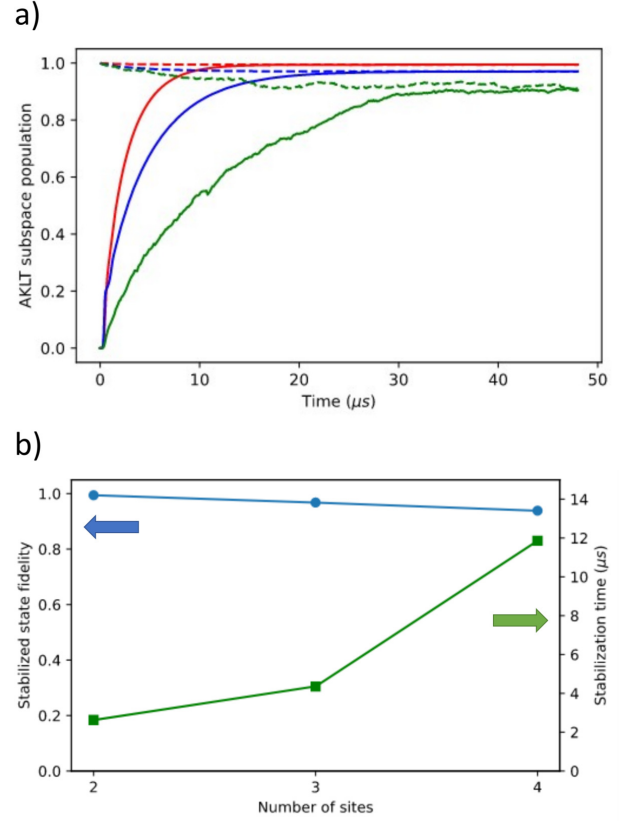 a)
AKLT subspace population
1.0
0.8
0.6
0.4
0.2
0.0
0 10 20 30 40 50
Time (μs)
b)
Stabilized state fidelity
1.0
0.8
0.6
0.4
0.2
0.0
14
12
10
8
6
4
2
0
Stabilization time (μs)
2 3 4
Number of sites